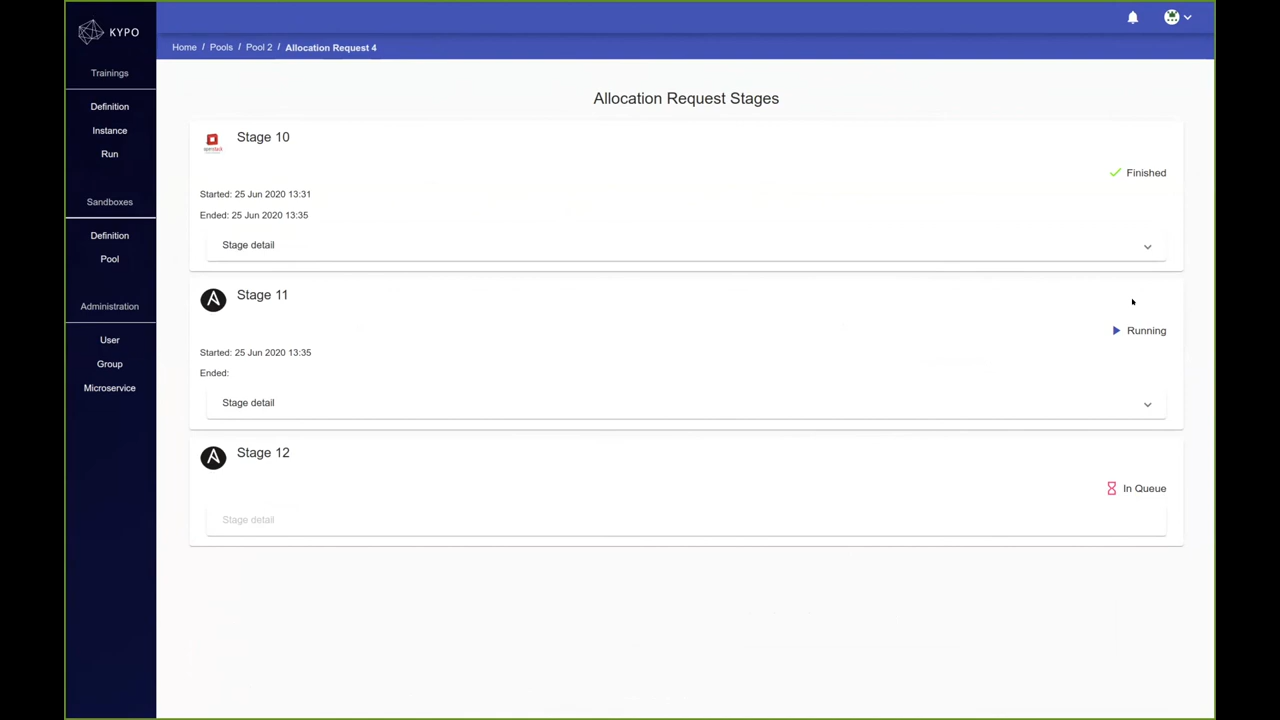 KYPO
Home / Pools / Pool 2 / Allocation Request 4
Trainings
Definition
Instance
Run
Sandboxes
Definition
Pool
Administration
User
Group
Microservice
Allocation Request Stages
Stage 10
Finished
Started: 25 Jun 2020 13:31
Ended: 25 Jun 2020 13:35
Stage detail
Stage 11
Running
Started: 25 Jun 2020 13:35
Ended:
Stage detail
Stage 12
In Queue
Stage detail